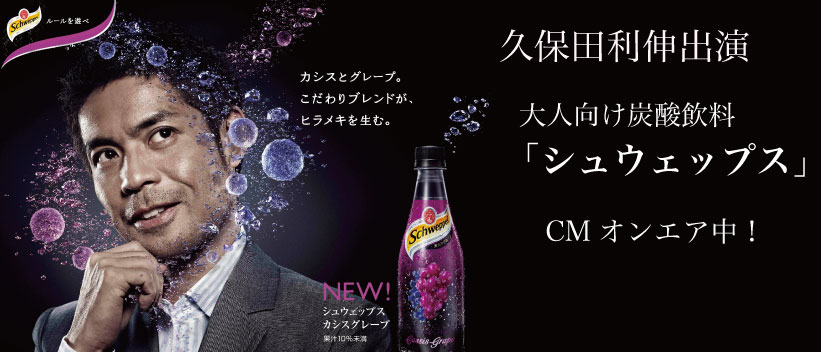 Schweppes
ルールを遊べ
カシスとグレープ。
こだわりブレンドが、
ヒラメキを生む。
久保田利伸出演
大人向け炭酸飲料
「シュウェップス」
CM オンエア中！
Schweppes
NEW!
シュウェップス
カシスグレープ
果汁10％未満
Cassis-Grape